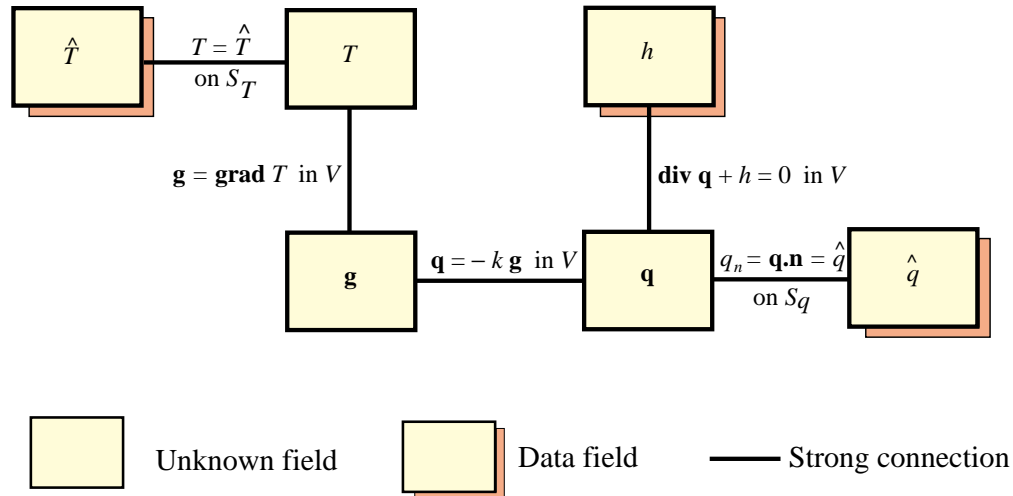 T̂
T = T̂
on S_T
T
h
g = grad T in V
div q + h = 0 in V
g
q = − k g in V
q
q_n = q.n = q̂
on S_q
q̂
Unknown field
Data field
Strong connection